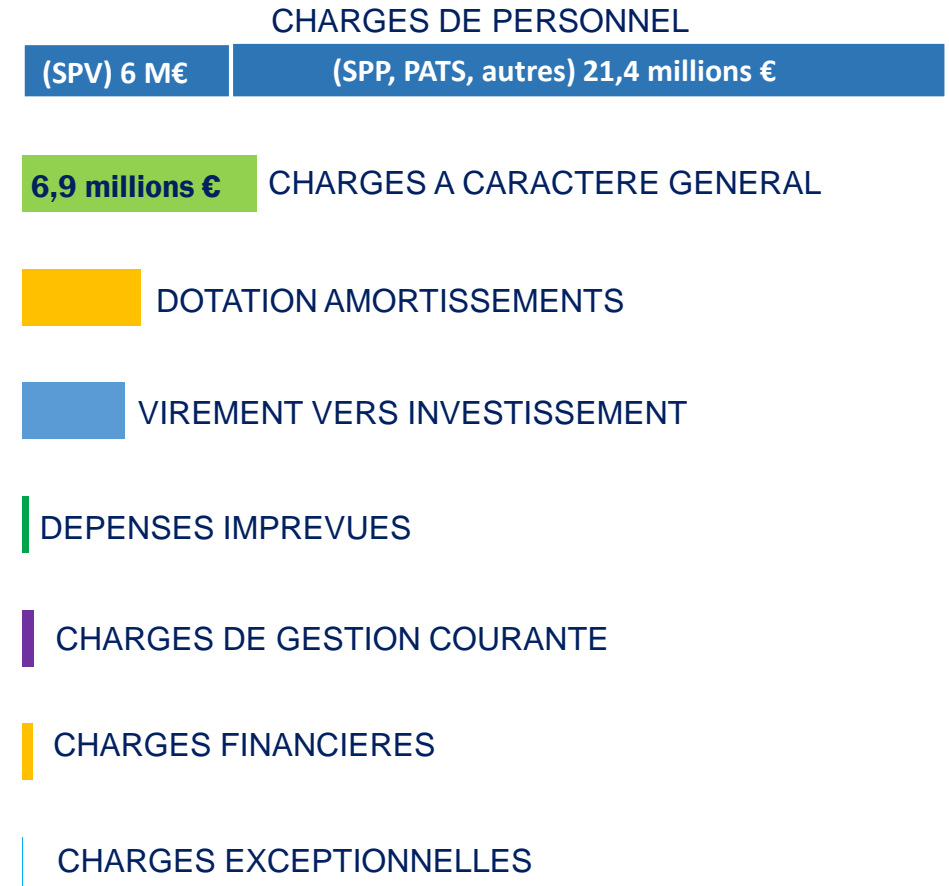 CHARGES DE PERSONNEL
(SPV) 6 M€ (SPP, PATS, autres) 21,4 millions €
6,9 millions € CHARGES A CARACTERE GENERAL
DOTATION AMORTISSEMENTS
VIREMENT VERS INVESTISSEMENT
DEPENSES IMPREVUES
CHARGES DE GESTION COURANTE
CHARGES FINANCIERES
CHARGES EXCEPTIONNELLES